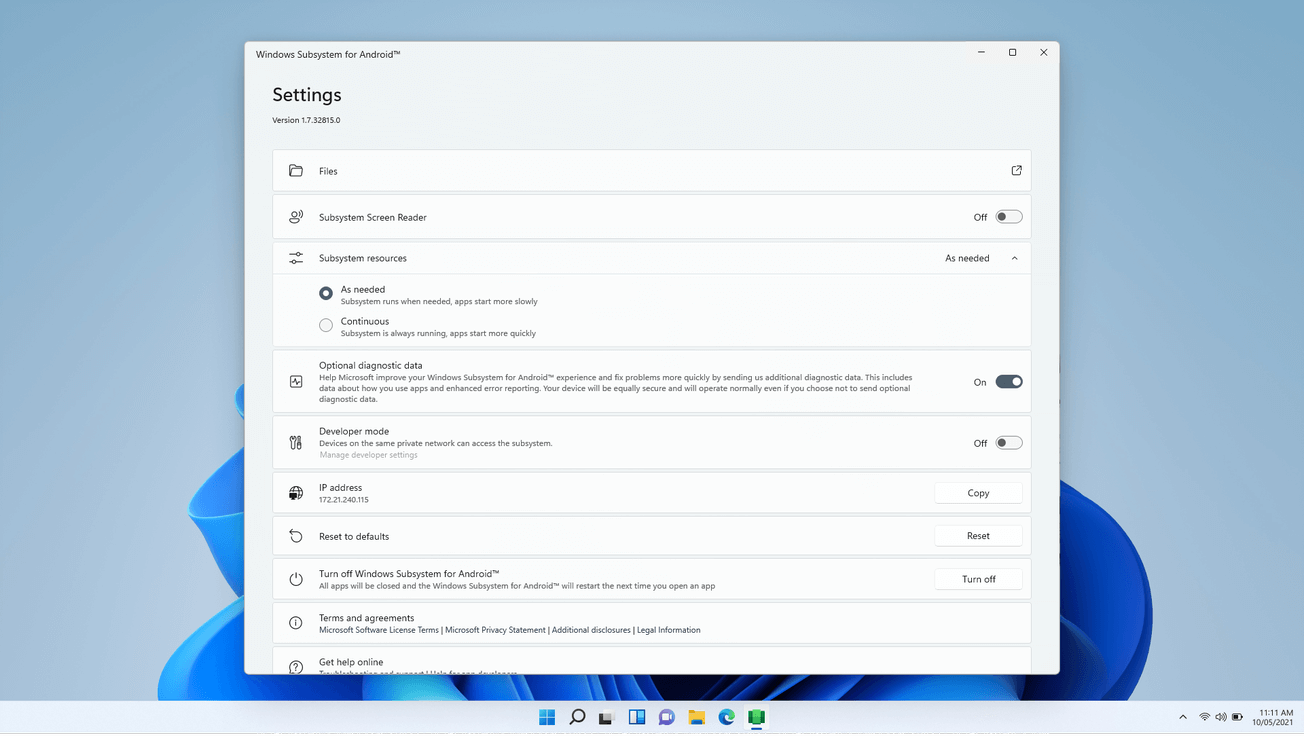 Windows Subsystem for Android™
Settings
Version 1.7.32815.0
Files
Subsystem Screen Reader
Off
Subsystem resources
As needed
As needed
Subsystem runs when needed, apps start more slowly
Continuous
Subsystem is always running, apps start more quickly
Optional diagnostic data
Help Microsoft improve your Windows Subsystem for Android™ experience and fix problems more quickly by sending us additional diagnostic data. This includes
data about how you use apps and enhanced error reporting. Your device will be equally secure and will operate normally even if you choose not to send optional
diagnostic data.
On
Developer mode
Devices on the same private network can access the subsystem.
Manage developer settings
Off
IP address
172.21.240.115
Copy
Reset to defaults
Reset
Turn off Windows Subsystem for Android™
All apps will be closed and the Windows Subsystem for Android™ will restart the next time you open an app
Turn off
Terms and agreements
Microsoft Software License Terms | Microsoft Privacy Statement | Additional disclosures | Legal Information
Get help online
Troubleshooting and support | Help for app developers
11:11 AM
10/05/2021